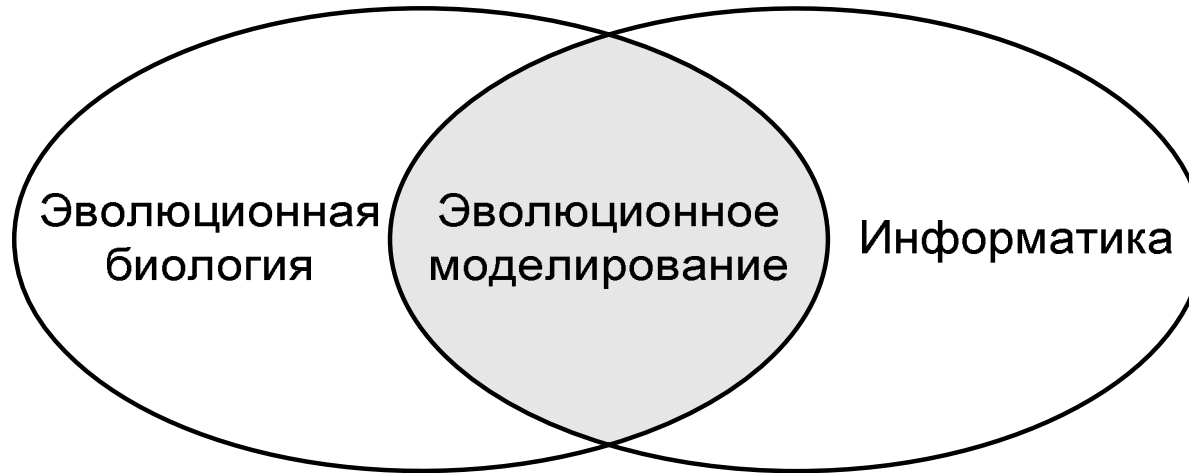 Эволюционная
биология
Эволюционное
моделирование
Информатика